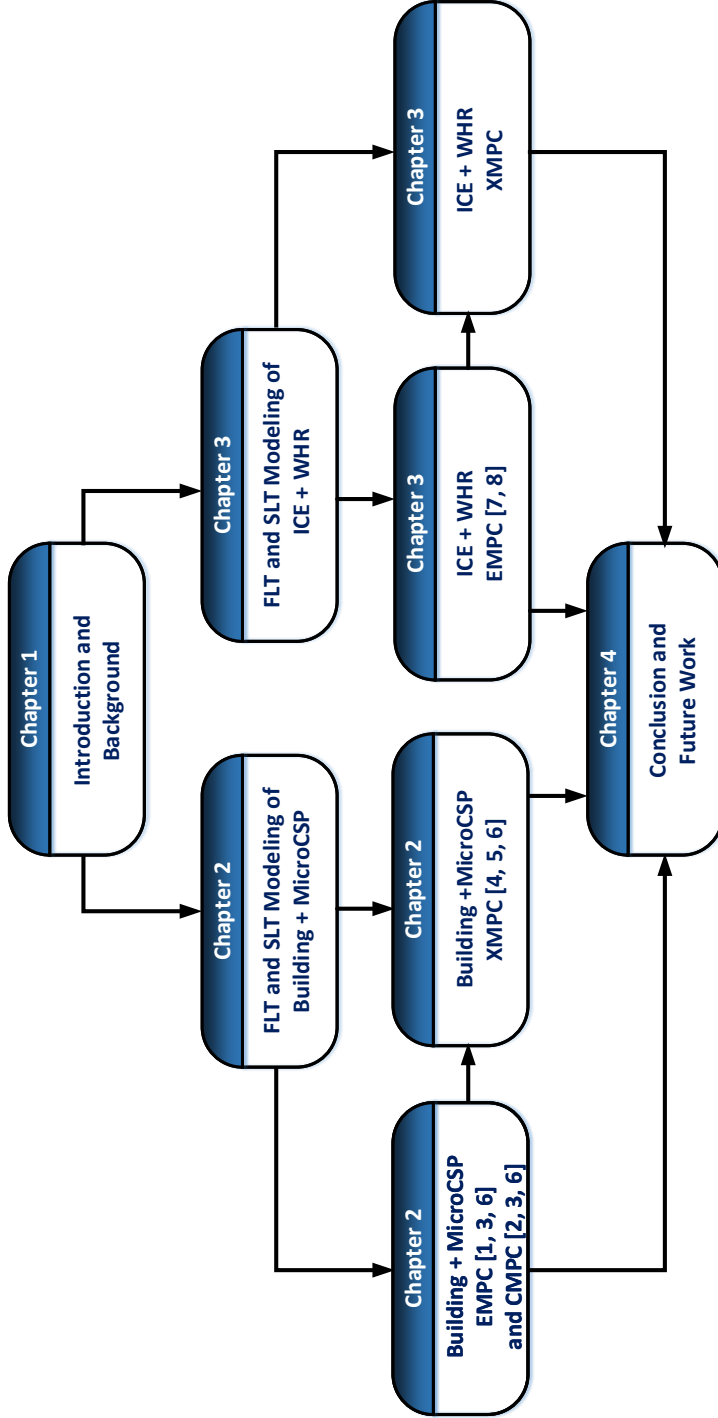 Chapter 1
Introduction and
Background
Chapter 2
FLT and SLT Modeling of
Building + MicroCSP
Chapter 3
FLT and SLT Modeling of
ICE + WHR
Chapter 2
Building + MicroCSP
EMPC [1, 3, 6]
and CMPC [2, 3, 6]
Chapter 2
Building +MicroCSP
XMPC [4, 5, 6]
Chapter 3
ICE + WHR
EMPC [7, 8]
Chapter 3
ICE + WHR
XMPC
Chapter 4
Conclusion and
Future Work